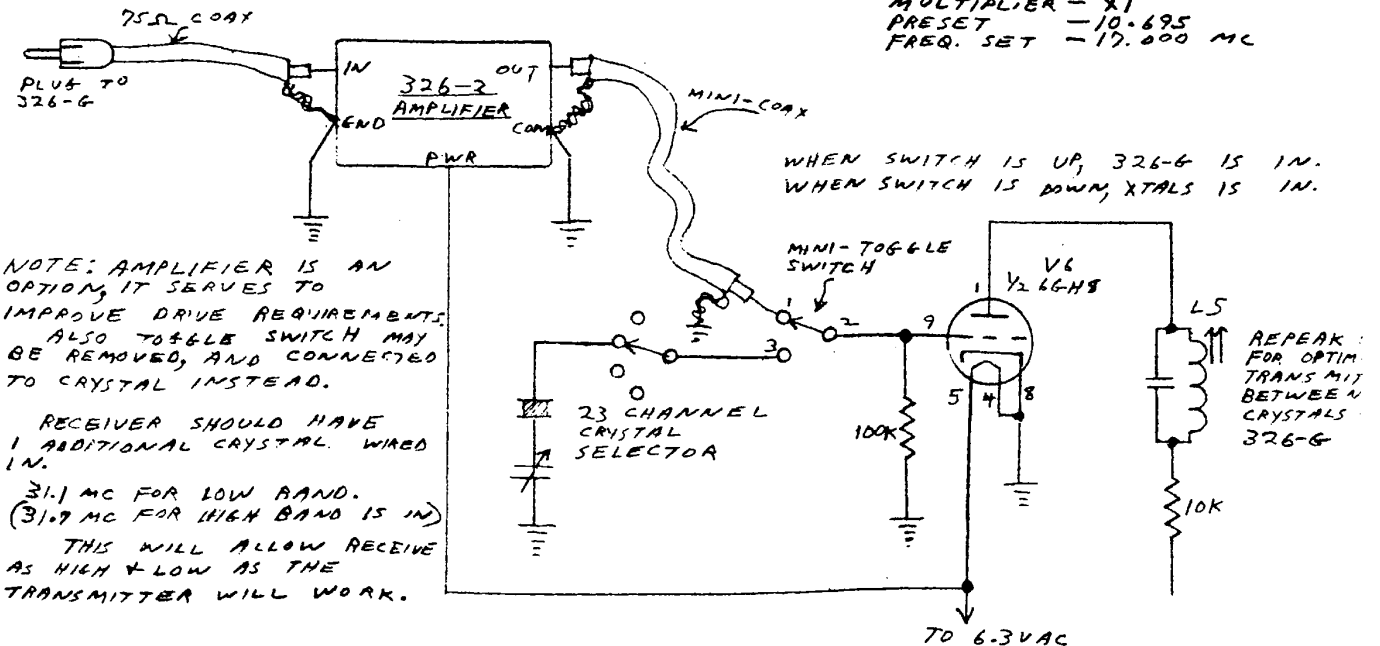 MULTIPLIER - X1
PRESET - 10.695
FREQ. SET - 17.000 MC
75Ω COAX
PLUG TO
326-G
IN
326-2
AMPLIFIER
OUT
GND
COM
PWR
MINI-COAX
WHEN SWITCH IS UP, 326-G IS IN.
WHEN SWITCH IS DOWN, XTALS IS IN.
NOTE: AMPLIFIER IS AN
OPTION, IT SERVES TO
IMPROVE DRIVE REQUIREMENTS.
ALSO TOGGLE SWITCH MAY
BE REMOVED, AND CONNECTED
TO CRYSTAL INSTEAD.
RECEIVER SHOULD HAVE
1 ADDITIONAL CRYSTAL WIRED
IN.
31.1 MC FOR LOW BAND.
(31.9 MC FOR HIGH BAND IS IN)
THIS WILL ALLOW RECEIVE
AS HIGH & LOW AS THE
TRANSMITTER WILL WORK.
MINI-TOGGLE
SWITCH
1
2
3
23 CHANNEL
CRYSTAL
SELECTOR
100K
V6
1/2 6GH8
1
9
5
4
8
L5
REPEAK
FOR OPTIM
TRANSMIT
BETWEEN
CRYSTALS
326-G
10K
TO 6.3VAC